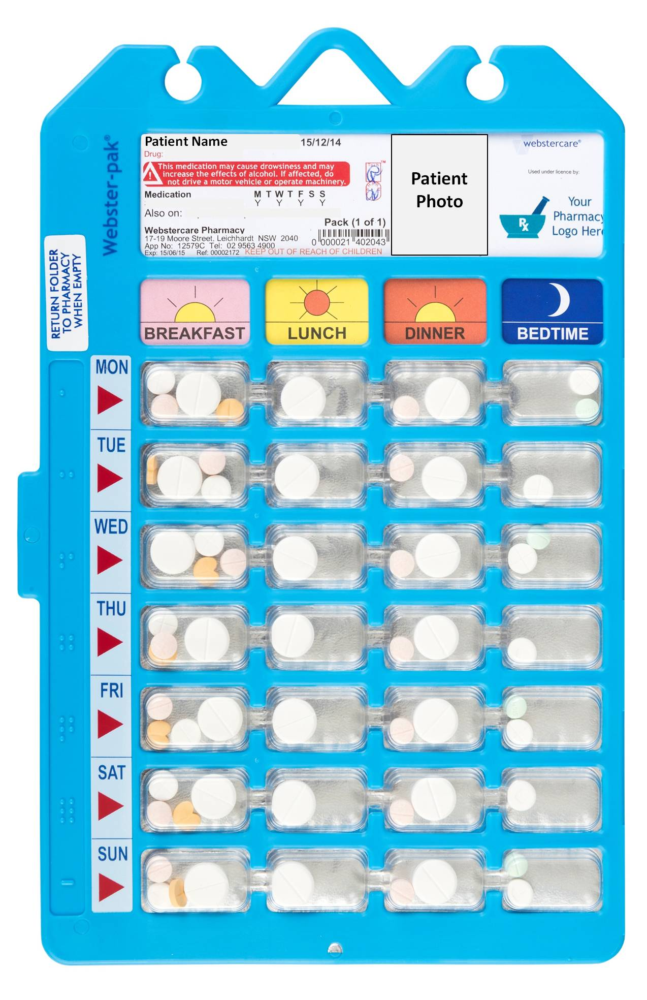 Webster-pak®
Patient Name 15/12/14
Drug:
This medication may cause drowsiness and may
increase the effects of alcohol. If affected, do
not drive a motor vehicle or operate machinery.
Medication M T W T F S S
Y Y Y Y
Also on:
Pack (1 of 1)
Webstercare Pharmacy
17-19 Moore Street, Leichhardt NSW 2040
App No: 12579C Tel: 02 9563 4900
0 000021 402043
Exp: 15/06/15 Ref: 00002172 KEEP OUT OF REACH OF CHILDREN
Patient
Photo
webstercare®
Used under licence by:
Rx
Your
Pharmacy
Logo Here
RETURN FOLDER
TO PHARMACY
WHEN EMPTY
BREAKFAST LUNCH DINNER BEDTIME
MON
TUE
WED
THU
FRI
SAT
SUN